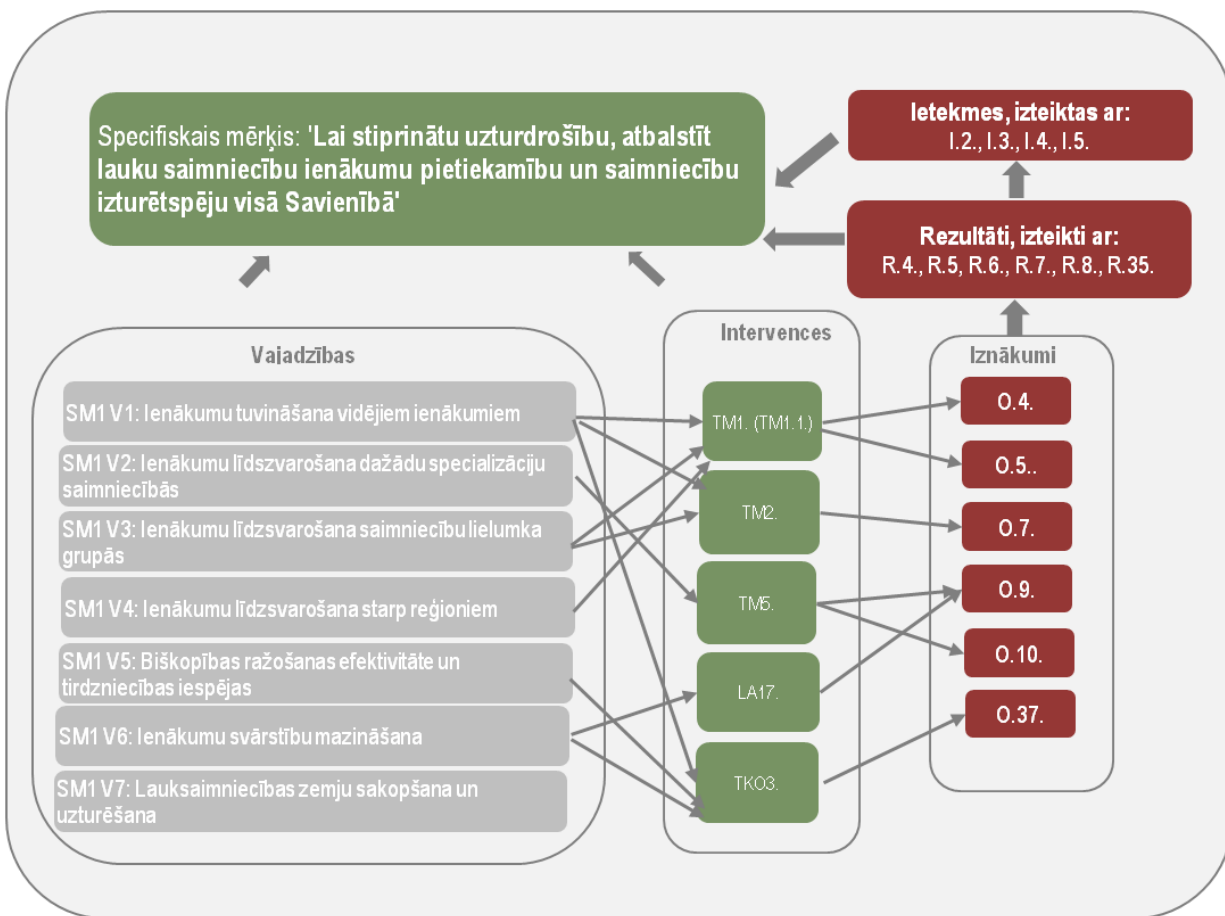 Specifiskais mērķis: 'Lai stiprinātu uzturdrošību, atbalstīt
lauku saimniecību ienākumu pietiekamību un saimniecību
izturētspēju visā Savienībā'
Ietekmes, izteiktas ar:
I.2., I.3., I.4., I.5.
Rezultāti, izteikti ar:
R.4., R.5, R.6., R.7., R.8., R.35.
Vajadzības
SM1 V1: Ienākumu tuvināšana vidējiem ienākumiem
SM1 V2: Ienākumu līdszvarošana dažādu specializāciju
saimniecībās
SM1 V3: Ienākumu līdzsvarošana saimniecību lielumka
grupās
SM1 V4: Ienākumu līdzsvarošana starp reģioniem
SM1 V5: Biškopības ražošanas efektivitāte un
tirdzniecības iespējas
SM1 V6: Ienākumu svārstību mazināšana
SM1 V7: Lauksaimniecības zemju sakopšana un
uzturēšana
Intervences
TM1. (TM1.1.)
TM2.
TM5.
LA17.
TKO3.
Iznākumi
O.4.
O.5..
O.7.
O.9.
O.10.
O.37.